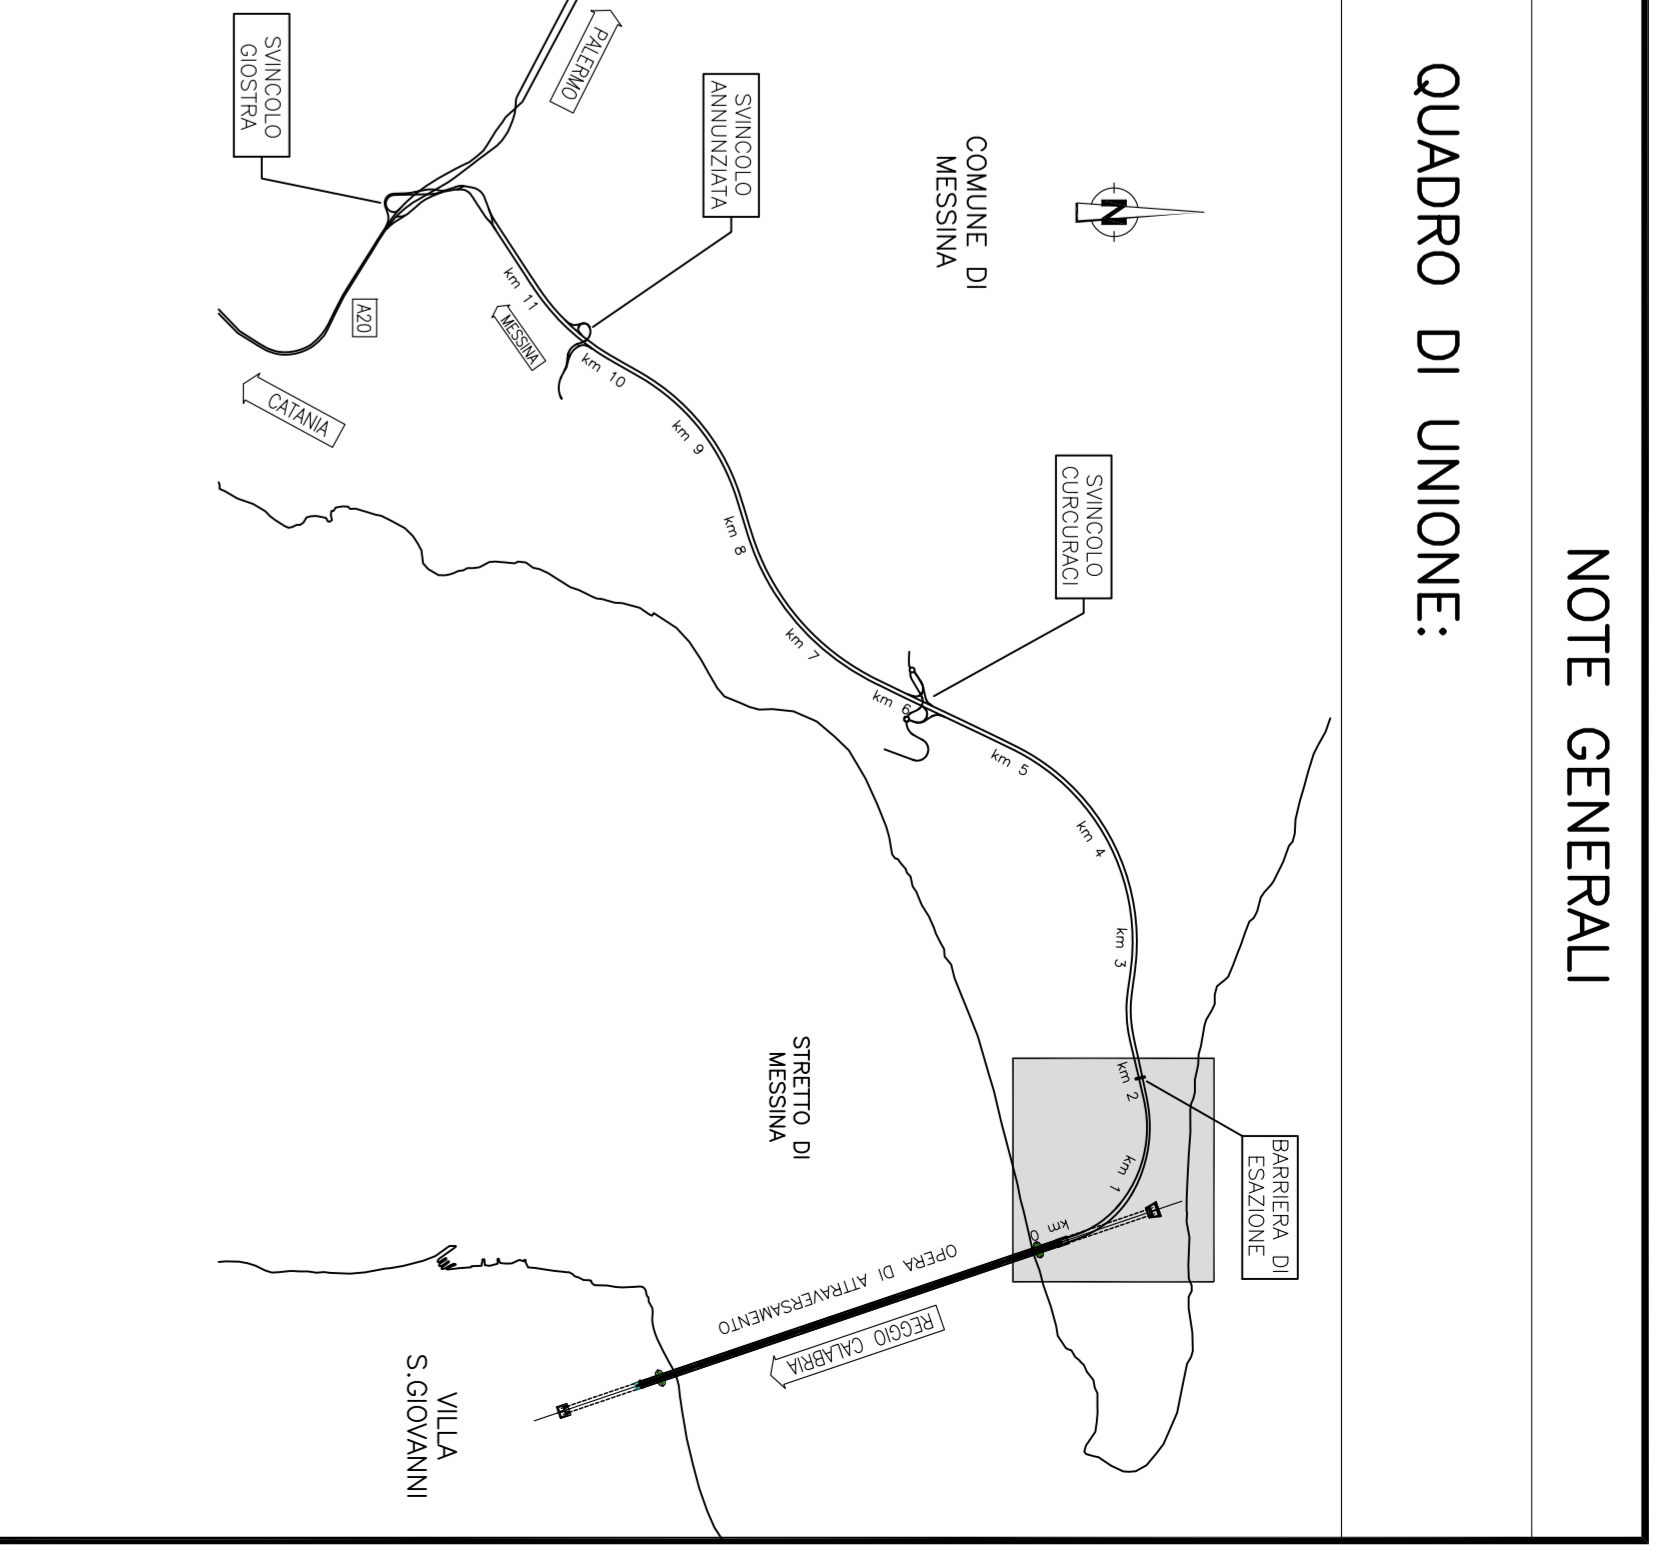 NOTE GENERALI
QUADRO DI UNIONE:
COMUNE DI
MESSINA
N
SVINCOLO
ANNUNZIATA
SVINCOLO
GIOSTRA
PALERMO
SVINCOLO
CURCURACI
BARRIERA DI
ESAZIONE
A20
CATANIA
MESSINA
km 11
km 10
km 9
km 8
km 7
km 6
km 5
km 4
km 3
km 2
km 1
km 0
STRETTO DI
MESSINA
OPERA DI ATTRAVERSAMENTO
REGGIO CALABRIA
VILLA
S.GIOVANNI